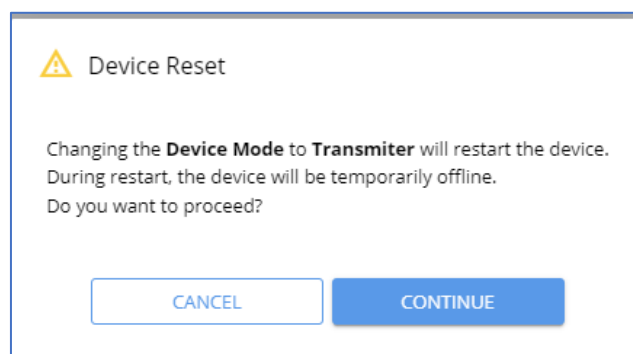 Device Reset
Changing the Device Mode to Transmiter will restart the device.
During restart, the device will be temporarily offline.
Do you want to proceed?
CANCEL
CONTINUE